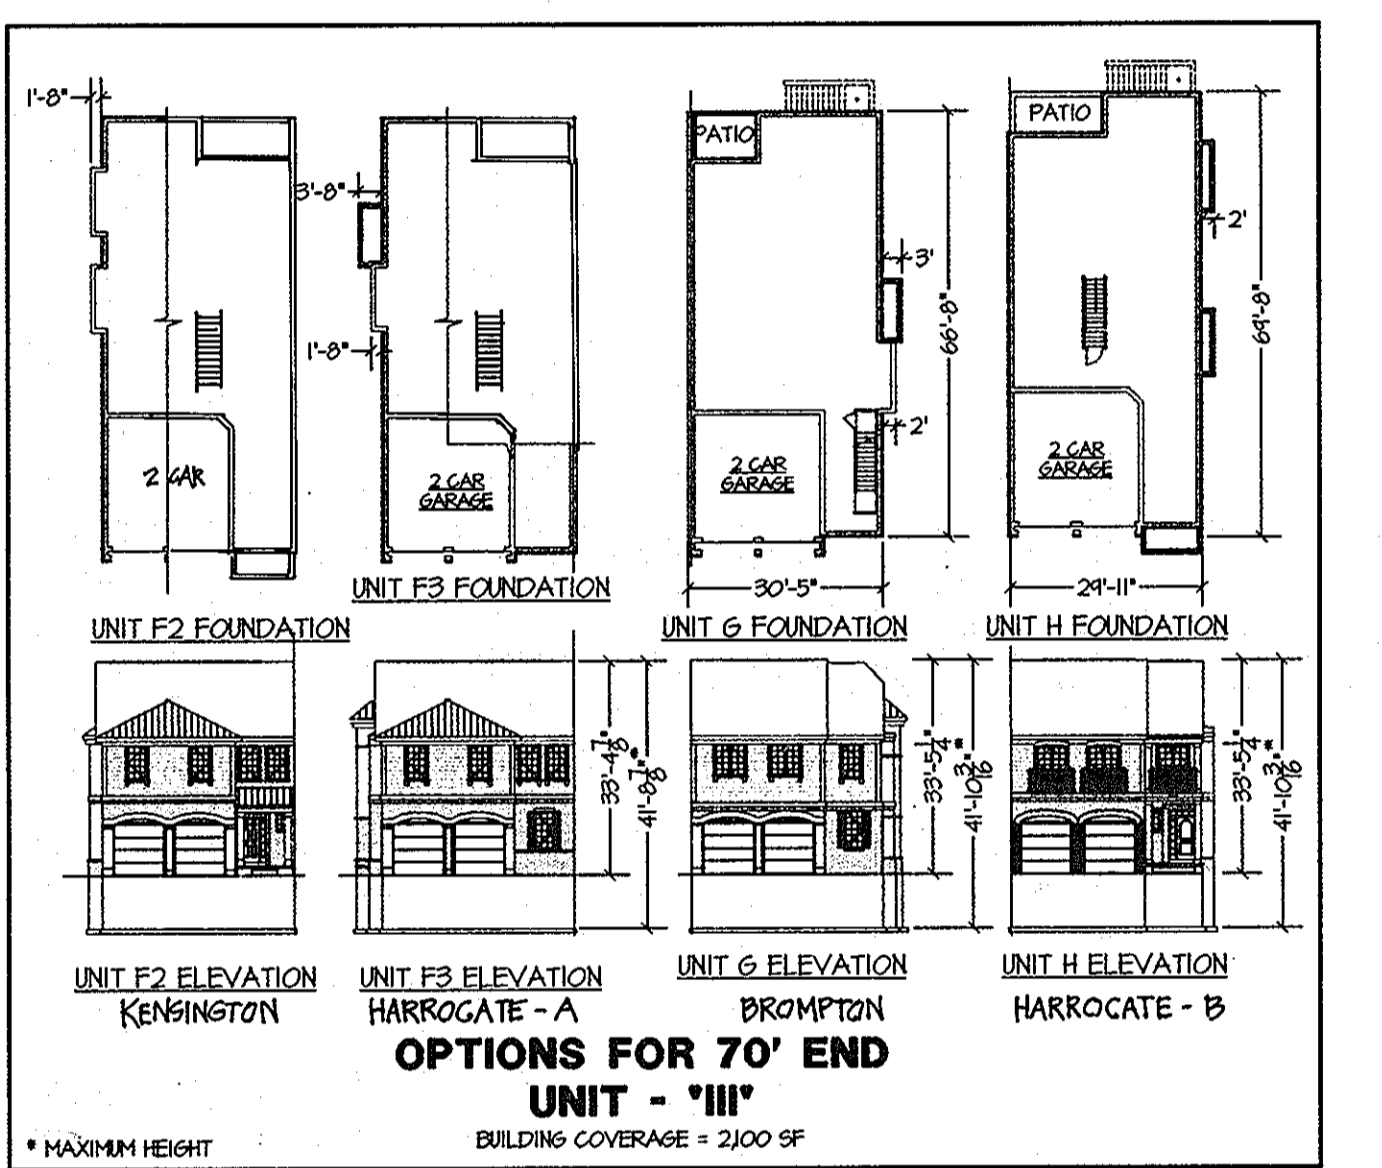 1'-8"
3'-8"
1'-8"
2 CAR
2 CAR
GARAGE
UNIT F2 FOUNDATION
UNIT F3 FOUNDATION
PATIO
3'
66'-8"
2'
2 CAR
GARAGE
30'-5"
UNIT G FOUNDATION
PATIO
2'
69'-8"
2 CAR
GARAGE
29'-11"
UNIT H FOUNDATION
33'-4 7/8"
41'-8 7/8"*
33'-5 1/4"
41'-10 3/16"*
33'-5 1/4"
41'-10 3/16"*
UNIT F2 ELEVATION
KENSINGTON
UNIT F3 ELEVATION
HARROGATE - A
UNIT G ELEVATION
BROMPTON
UNIT H ELEVATION
HARROGATE - B
OPTIONS FOR 70' END
UNIT - "III"
BUILDING COVERAGE = 2,100 SF
* MAXIMUM HEIGHT